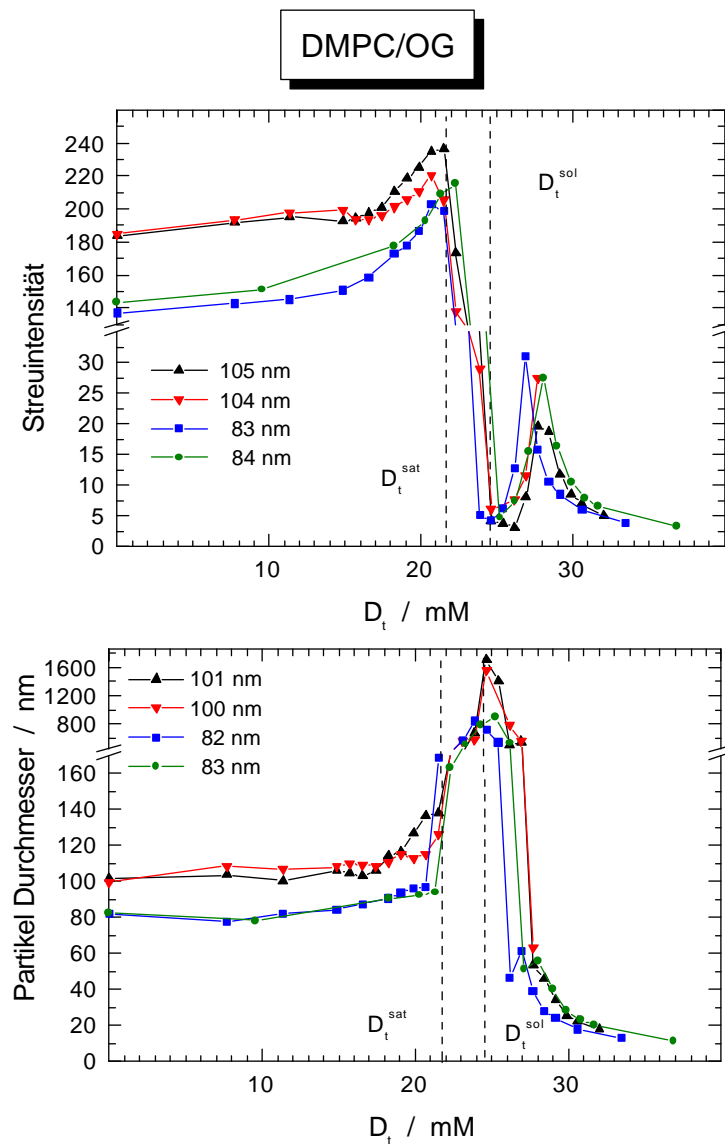 DMPC/OG
240
220
200
180
160
140
30
25
20
15
10
5
0
Streuintensität
105 nm
104 nm
83 nm
84 nm
D_t^sat
D_t^sol
10 20 30
D_t / mM
1600
1200
800
160
140
120
100
80
60
40
20
0
Partikel Durchmesser / nm
101 nm
100 nm
82 nm
83 nm
D_t^sat
D_t^sol
10 20 30
D_t / mM